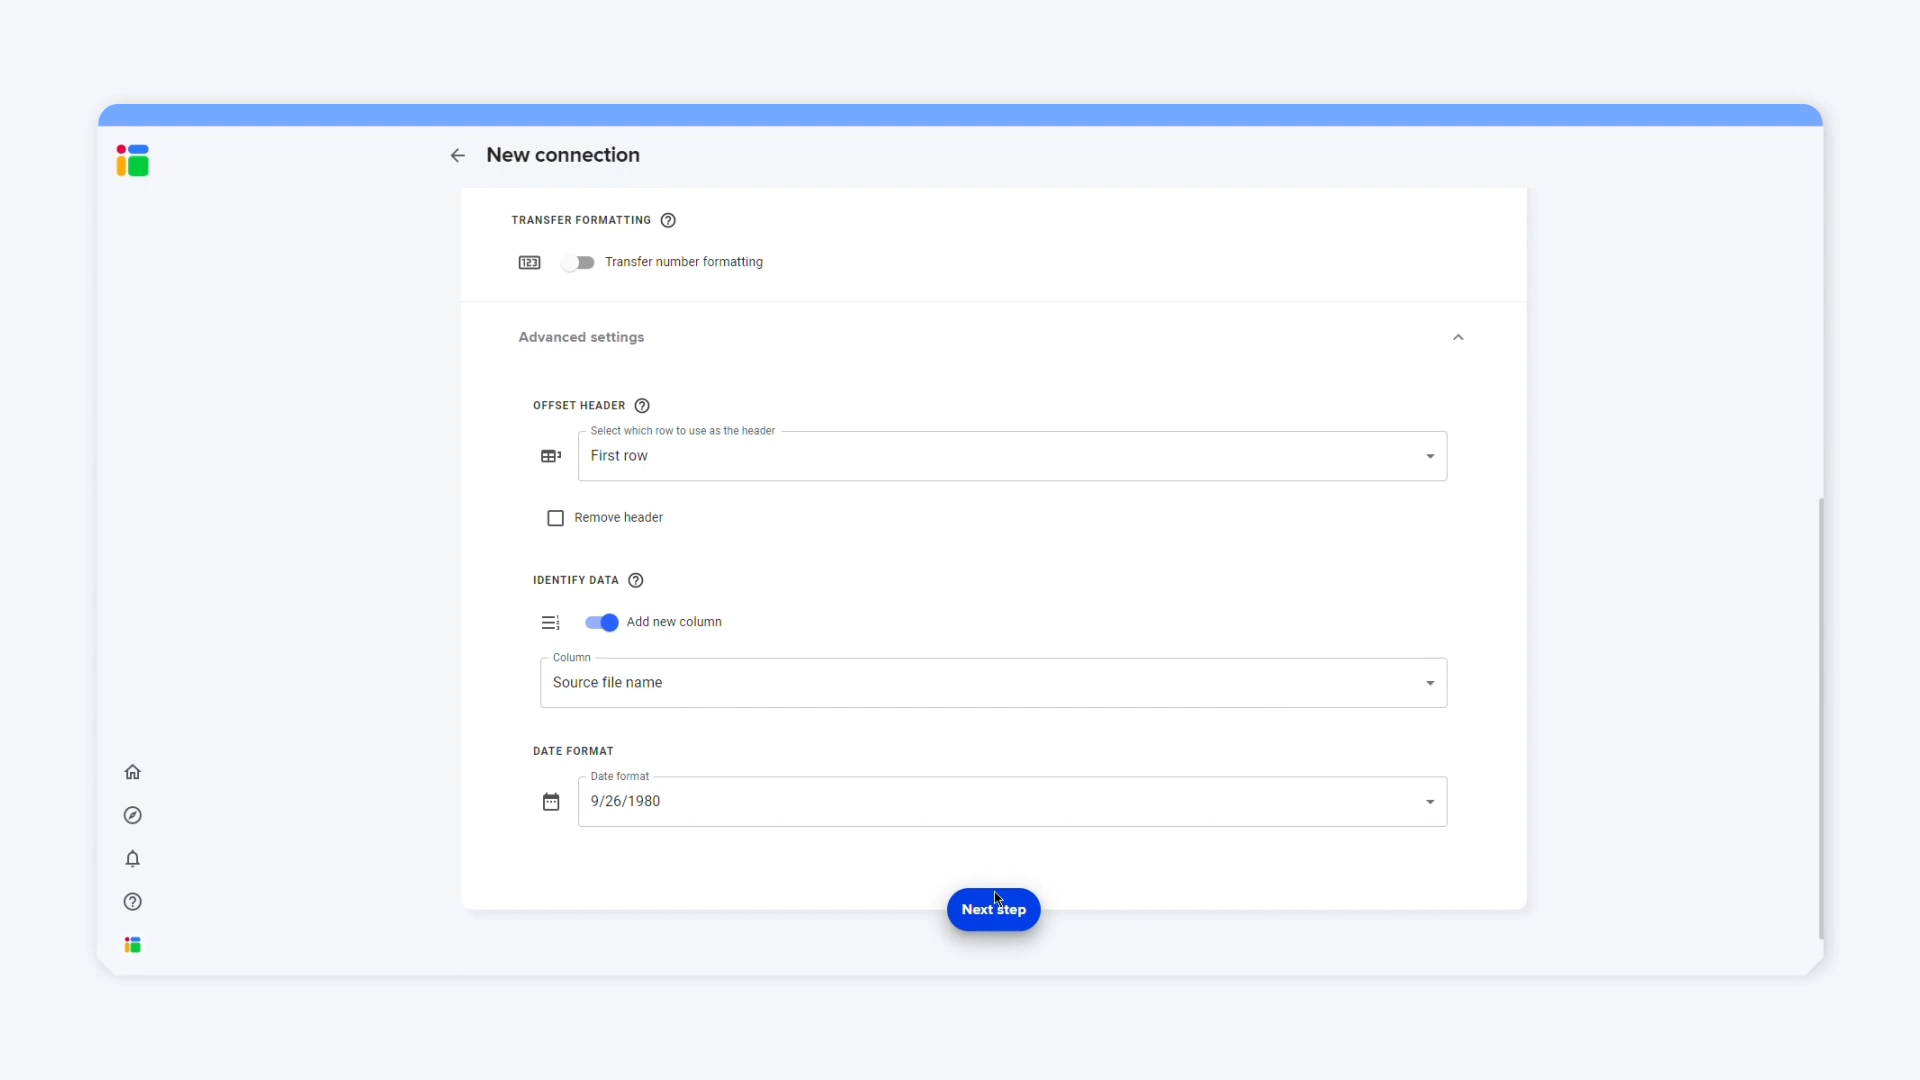 New connection
TRANSFER FORMATTING
123
Transfer number formatting
Advanced settings
OFFSET HEADER
Select which row to use as the header
First row
Remove header
IDENTIFY DATA
Add new column
Column
Source file name
DATE FORMAT
Date format
9/26/1980
Next step